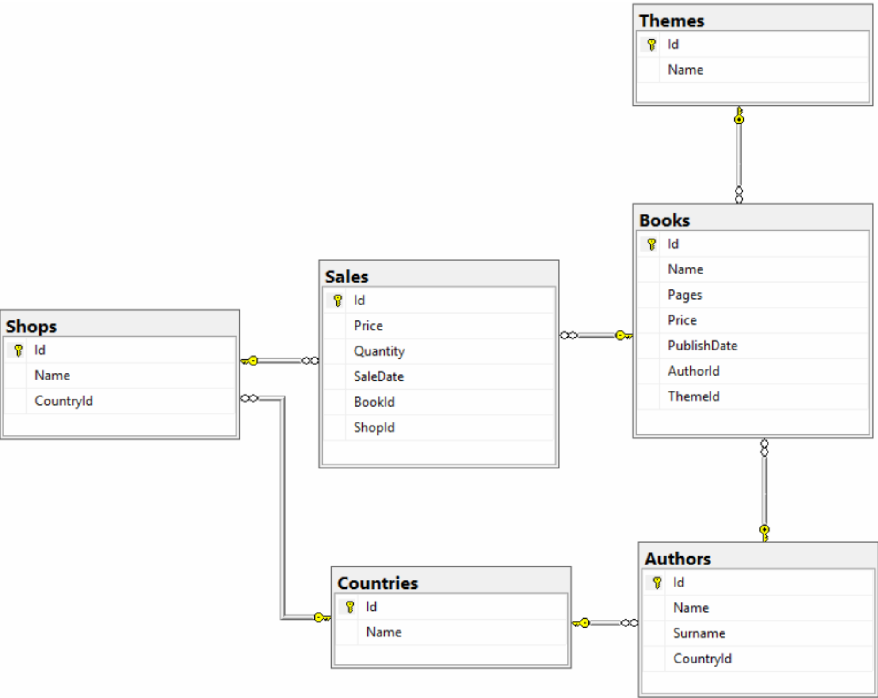 Themes
Id
Name
Books
Id
Name
Pages
Price
PublishDate
AuthorId
ThemeId
Sales
Id
Price
Quantity
SaleDate
BookId
ShopId
Shops
Id
Name
CountryId
Countries
Id
Name
Authors
Id
Name
Surname
CountryId